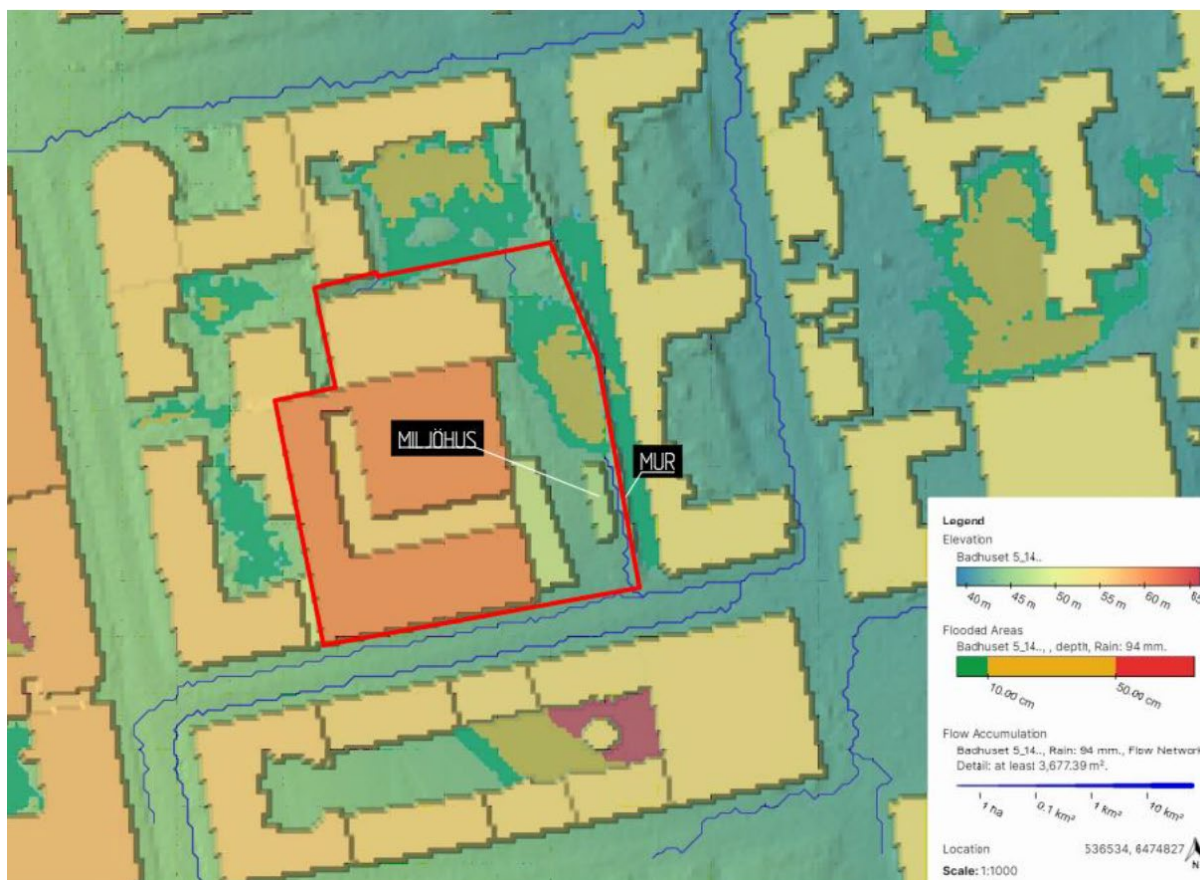 MILJÖHUS
MUR
Legend
Elevation
Badhuset 5_14..
40 m 45 m 50 m 55 m 60 m 65
Flooded Areas
Badhuset 5_14.., , depth, Rain: 94 mm.
10.00 cm 50.00 cm
Flow Accumulation
Badhuset 5_14.., Rain: 94 mm., Flow Network
Detail: at least 3,677.39 m².
1 ha 0.1 km² 1 km² 10 km²
Location 536534, 6474827
N
Scale: 1:1000